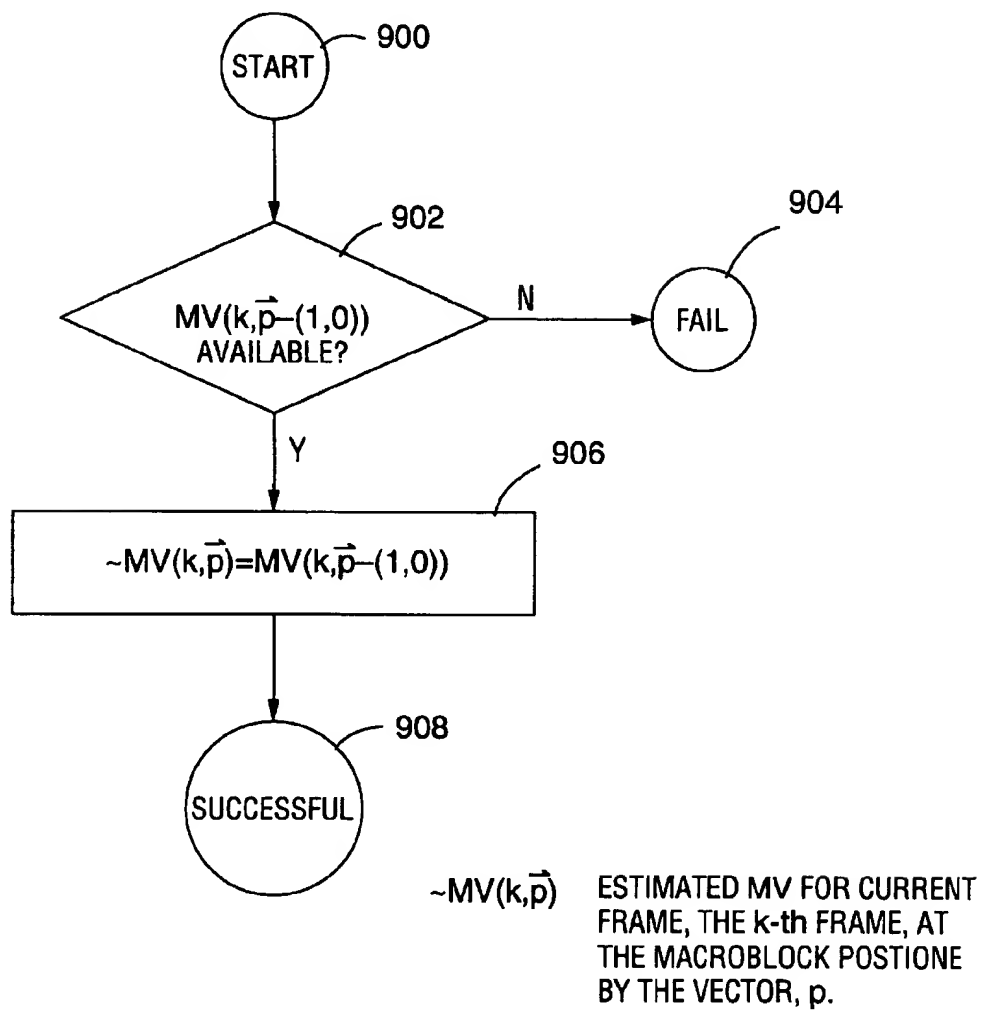 900
START
902
MV(k,p⃗–(1,0))
AVAILABLE?
N
904
FAIL
Y
906
~MV(k,p⃗)=MV(k,p⃗–(1,0))
908
SUCCESSFUL
~MV(k,p⃗) ESTIMATED MV FOR CURRENT
FRAME, THE k-th FRAME, AT
THE MACROBLOCK POSTIONE
BY THE VECTOR, p.